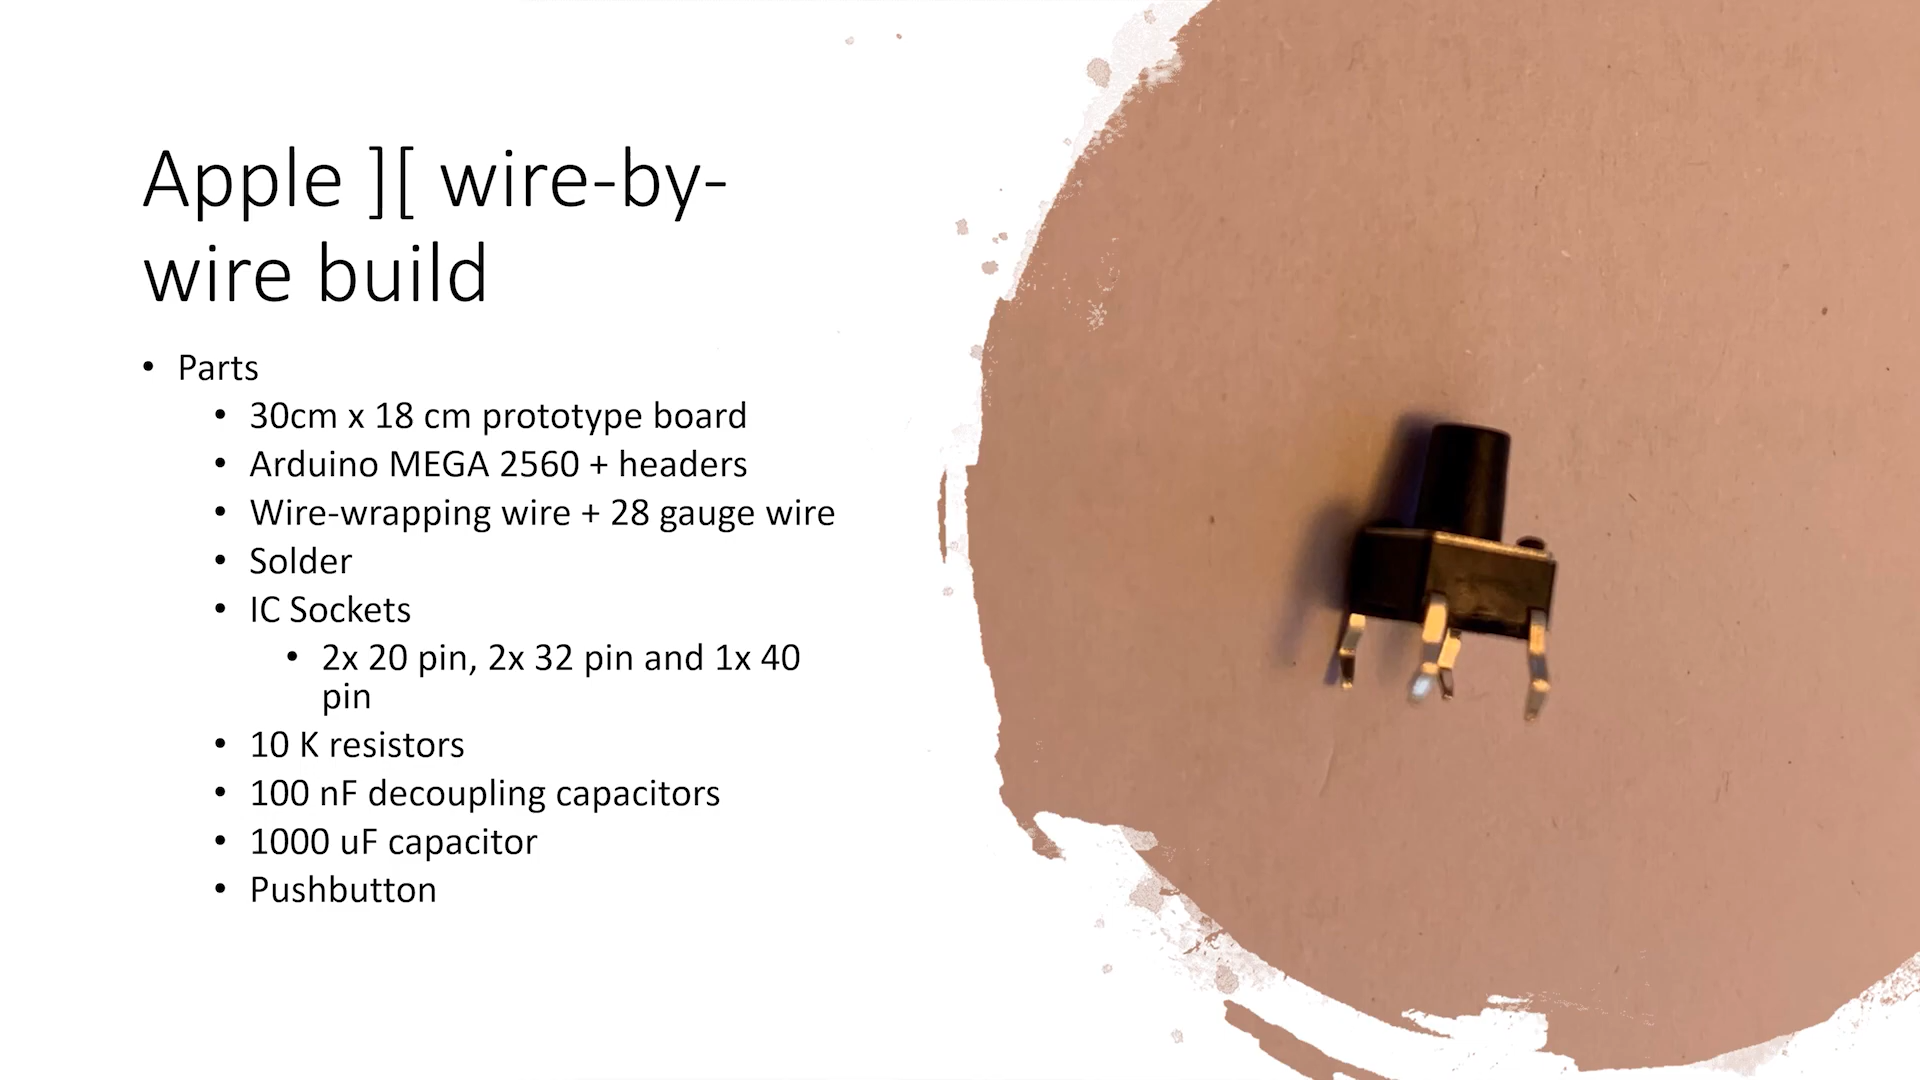 Apple ][ wire-by-
wire build
• Parts
• 30cm x 18 cm prototype board
• Arduino MEGA 2560 + headers
• Wire-wrapping wire + 28 gauge wire
• Solder
• IC Sockets
• 2x 20 pin, 2x 32 pin and 1x 40
pin
• 10 K resistors
• 100 nF decoupling capacitors
• 1000 uF capacitor
• Pushbutton